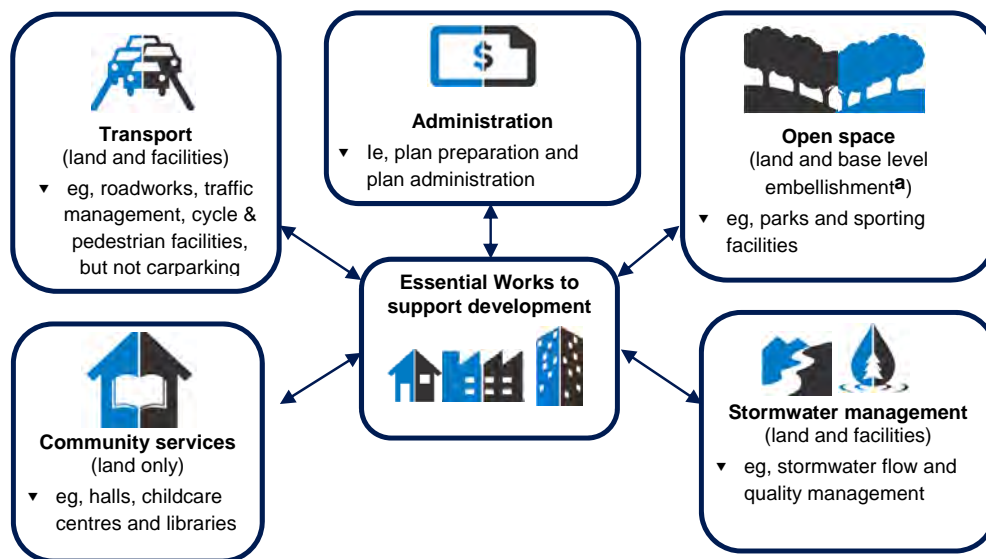 Transport
(land and facilities)
▼ eg, roadworks, traffic
management, cycle &
pedestrian facilities,
but not carparking
$
Administration
▼ Ie, plan preparation and
plan administration
Open space
(land and base level
embellishmentᵃ)
▼ eg, parks and sporting
facilities
Essential Works to
support development
Community services
(land only)
▼ eg, halls, childcare
centres and libraries
Stormwater management
(land and facilities)
▼ eg, stormwater flow and
quality management